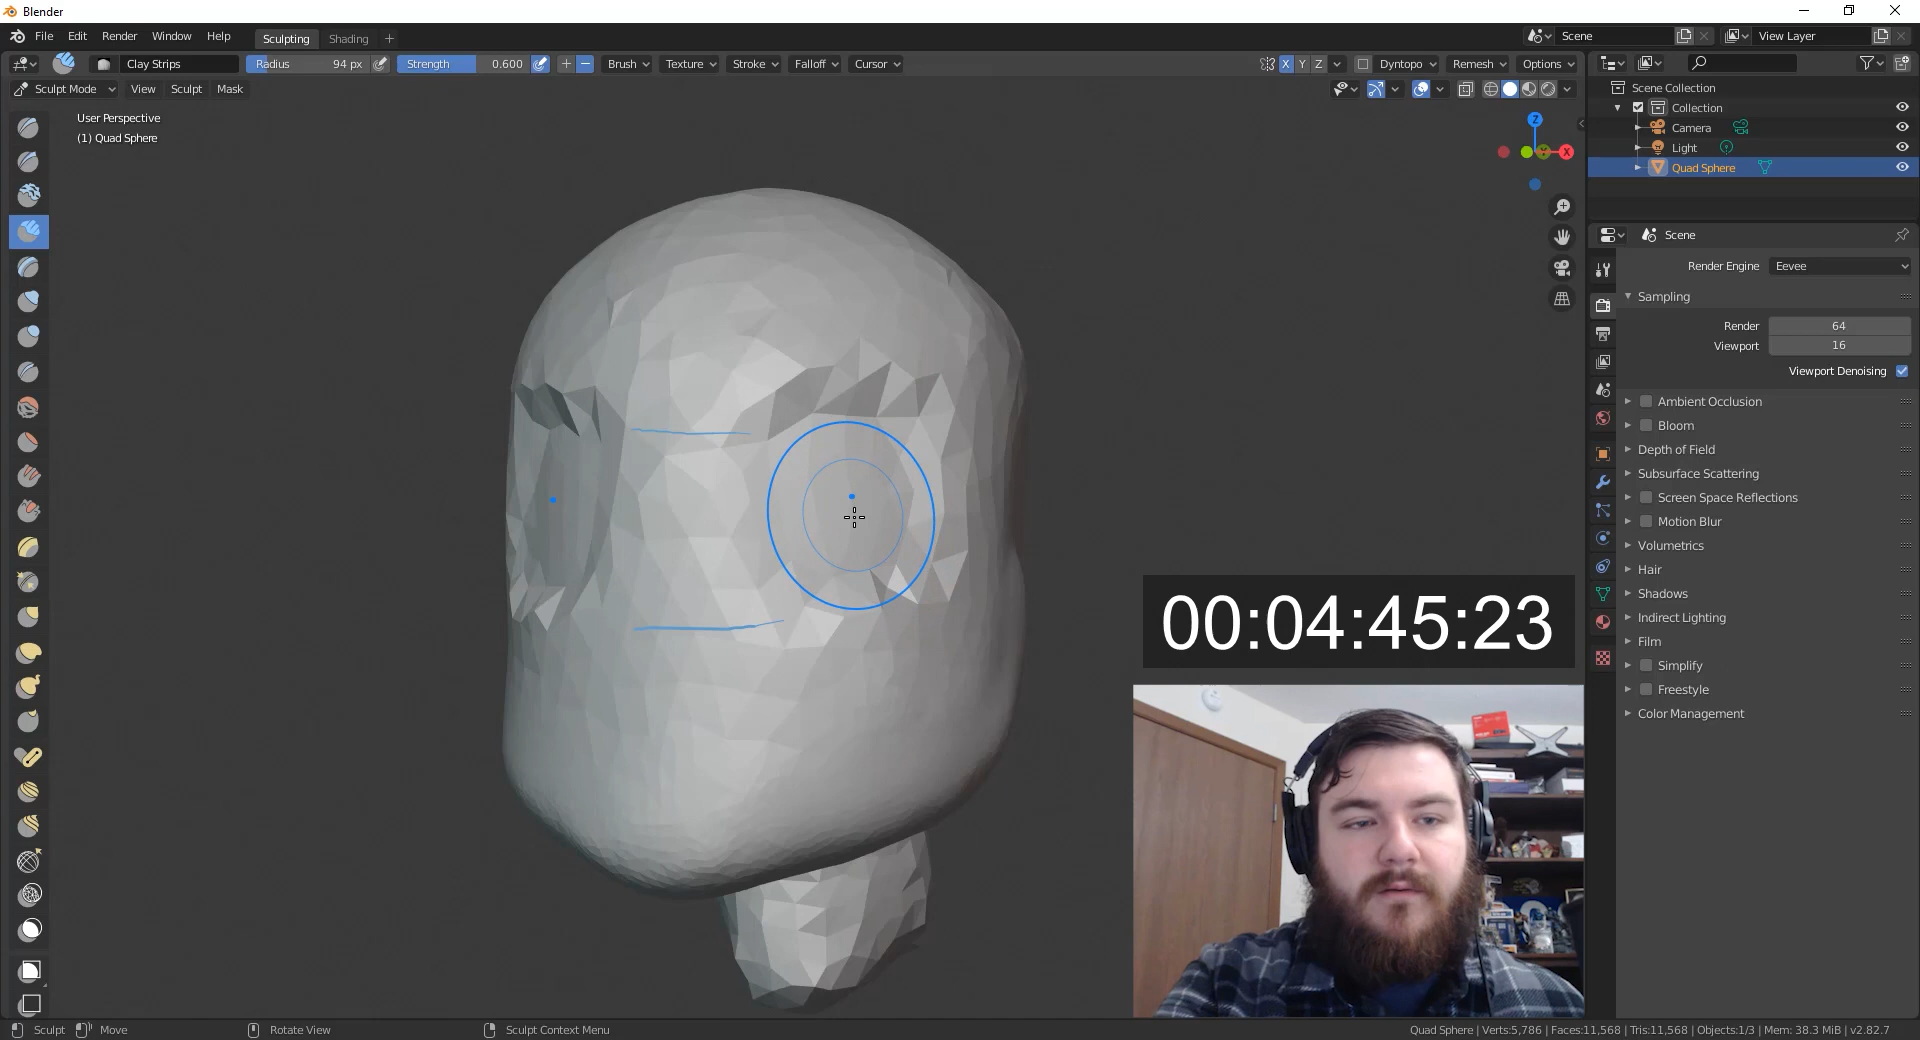 Blender
File Edit Render Window Help Sculpting Shading + Scene View Layer
Clay Strips Radius 94 px Strength 0.600 + − Brush Texture Stroke Falloff Cursor X Y Z Dyntopo Remesh Options
Sculpt Mode View Sculpt Mask
User Perspective
(1) Quad Sphere
Z
X
Scene Collection
Collection
Camera
Light
Quad Sphere
Scene
Render Engine Eevee
Sampling
Render 64
Viewport 16
Viewport Denoising
Ambient Occlusion
Bloom
Depth of Field
Subsurface Scattering
Screen Space Reflections
Motion Blur
Volumetrics
Hair
Shadows
Indirect Lighting
Film
Simplify
Freestyle
Color Management
00:04:45:23
Sculpt Move Rotate View Sculpt Context Menu Quad Sphere | Verts:5,786 | Faces:11,568 | Tris:11,568 | Objects:1/3 | Mem: 38.3 MiB | v2.82.7